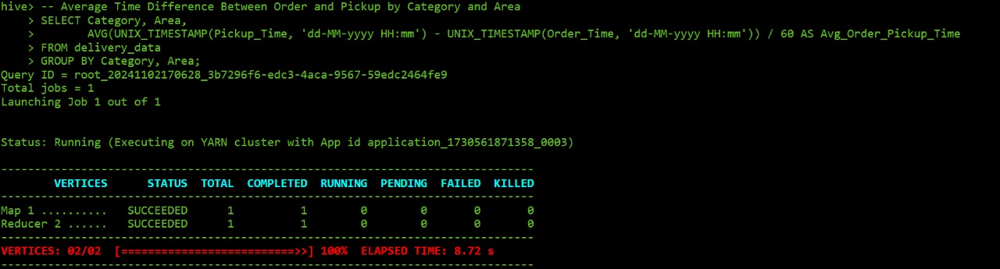 hive> -- Average Time Difference Between Order and Pickup by Category and Area
    > SELECT Category, Area,
    >        AVG(UNIX_TIMESTAMP(Pickup_Time, 'dd-MM-yyyy HH:mm') - UNIX_TIMESTAMP(Order_Time, 'dd-MM-yyyy HH:mm')) / 60 AS Avg_Order_Pickup_Time
    > FROM delivery_data
    > GROUP BY Category, Area;
Query ID = root_20241102170628_3b7296f6-edc3-4aca-9567-59edc2464fe9
Total jobs = 1
Launching Job 1 out of 1
Status: Running (Executing on YARN cluster with App id application_1730561871358_0003)
--------------------------------------------------------------------------------
        VERTICES      STATUS  TOTAL  COMPLETED  RUNNING  PENDING  FAILED  KILLED
--------------------------------------------------------------------------------
Map 1 ..........   SUCCEEDED      1          1        0        0       0       0
Reducer 2 ......   SUCCEEDED      1          1        0        0       0       0
--------------------------------------------------------------------------------
VERTICES: 02/02  [==========================>>] 100%  ELAPSED TIME: 8.72 s
--------------------------------------------------------------------------------